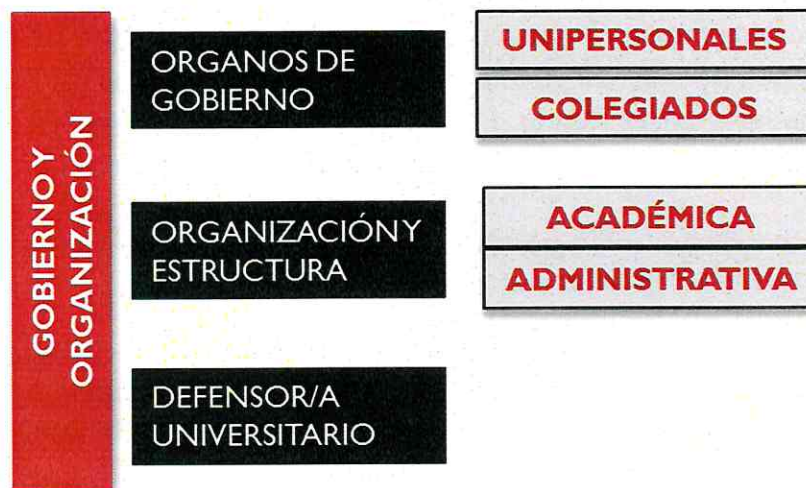 GOBIERNO Y
ORGANIZACIÓN
ORGANOS DE
GOBIERNO
UNIPERSONALES
COLEGIADOS
ORGANIZACIÓN Y
ESTRUCTURA
ACADÉMICA
ADMINISTRATIVA
DEFENSOR/A
UNIVERSITARIO